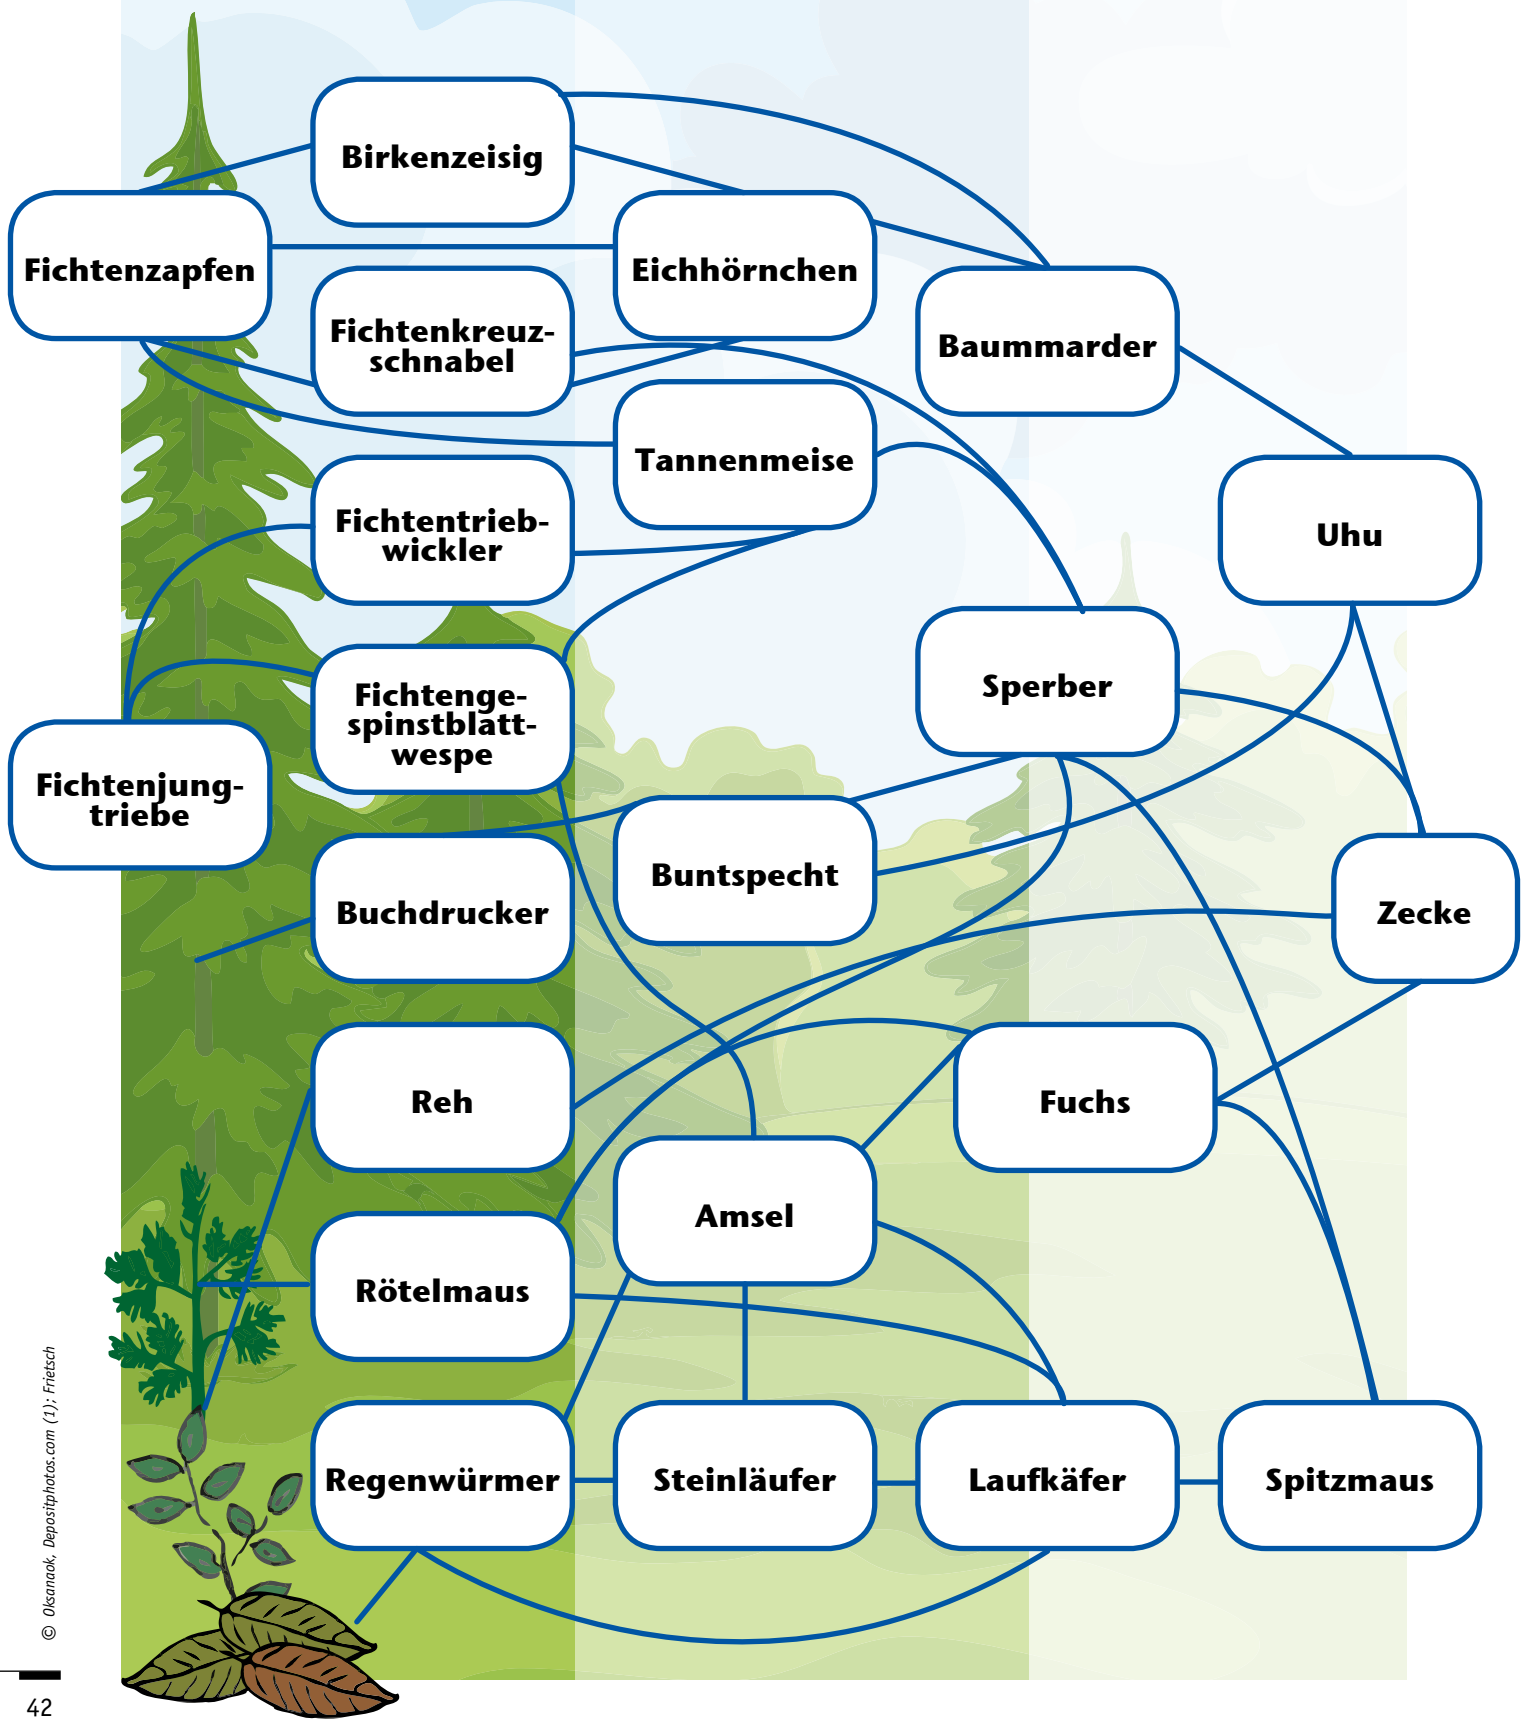 Birkenzeisig
Fichtenzapfen
Eichhörnchen
Fichtenkreuz-
schnabel
Baummarder
Tannenmeise
Fichtentrieb-
wickler
Uhu
Sperber
Fichtenge-
spinstblatt-
wespe
Fichtenjung-
triebe
Buntspecht
Buchdrucker
Zecke
Reh
Fuchs
Amsel
Rötelmaus
Regenwürmer
Steinläufer
Laufkäfer
Spitzmaus
© Oksanaok, Depositphotos.com (1); Frietsch
42